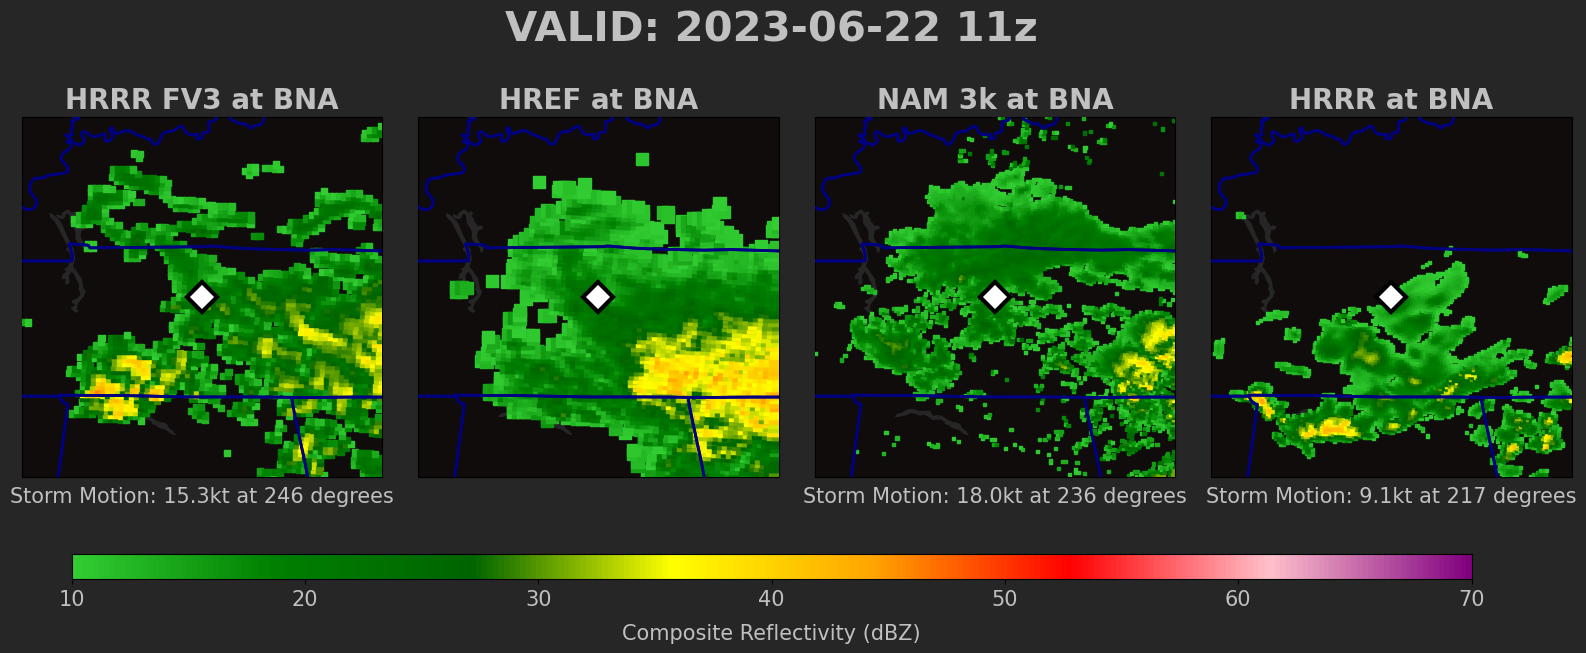 VALID: 2023-06-22 11z
HRRR FV3 at BNA
HREF at BNA
NAM 3k at BNA
HRRR at BNA
Storm Motion: 15.3kt at 246 degrees
Storm Motion: 18.0kt at 236 degrees
Storm Motion: 9.1kt at 217 degrees
10 20 30 40 50 60 70
Composite Reflectivity (dBZ)